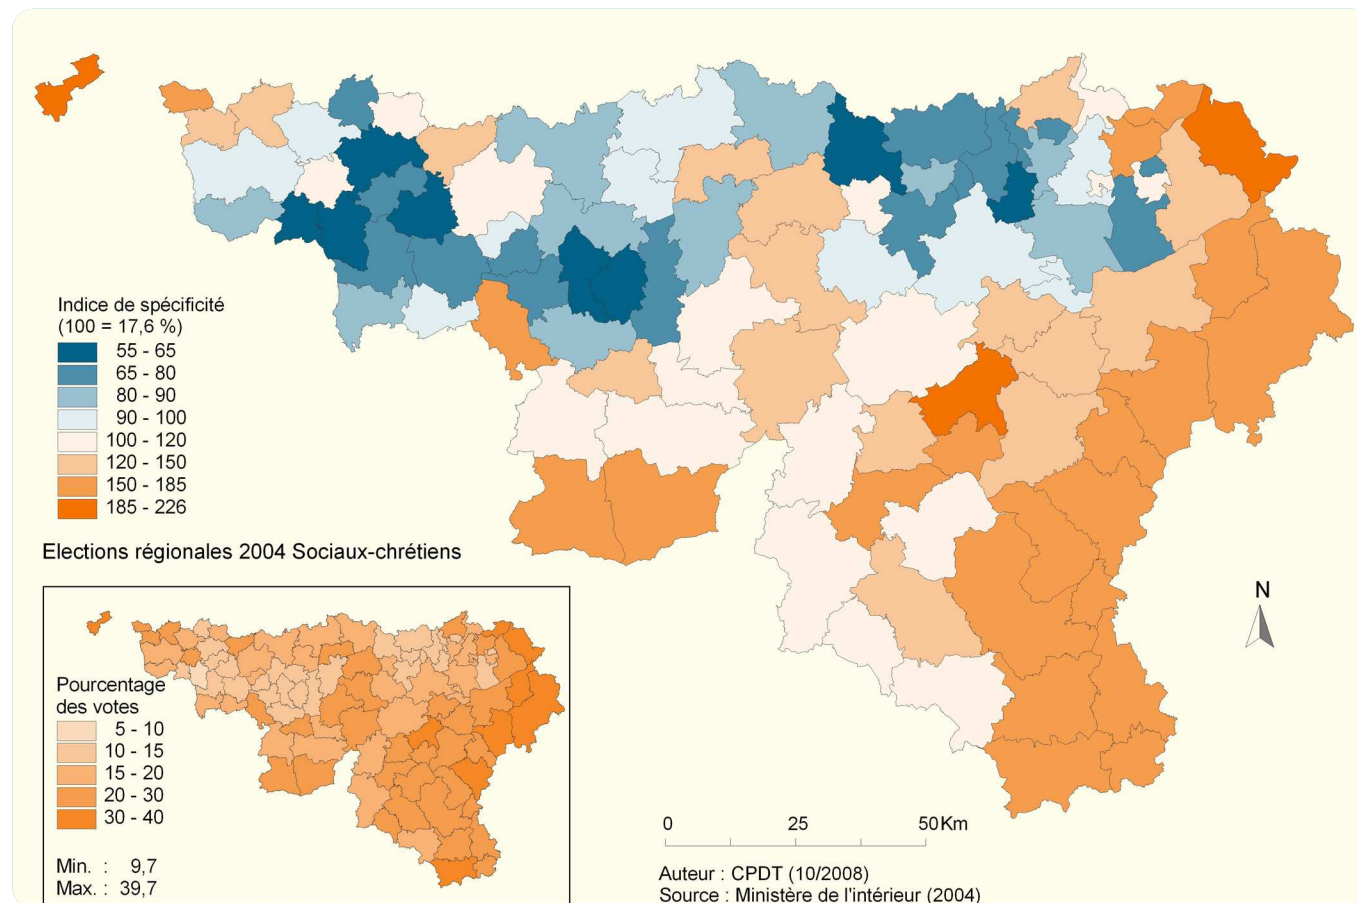 Indice de spécificité
(100 = 17,6 %)
55 - 65
65 - 80
80 - 90
90 - 100
100 - 120
120 - 150
150 - 185
185 - 226
Elections régionales 2004 Sociaux-chrétiens
Pourcentage
des votes
5 - 10
10 - 15
15 - 20
20 - 30
30 - 40
Min. : 9,7
Max. : 39,7
N
0 25 50Km
Auteur : CPDT (10/2008)
Source : Ministère de l'intérieur (2004)